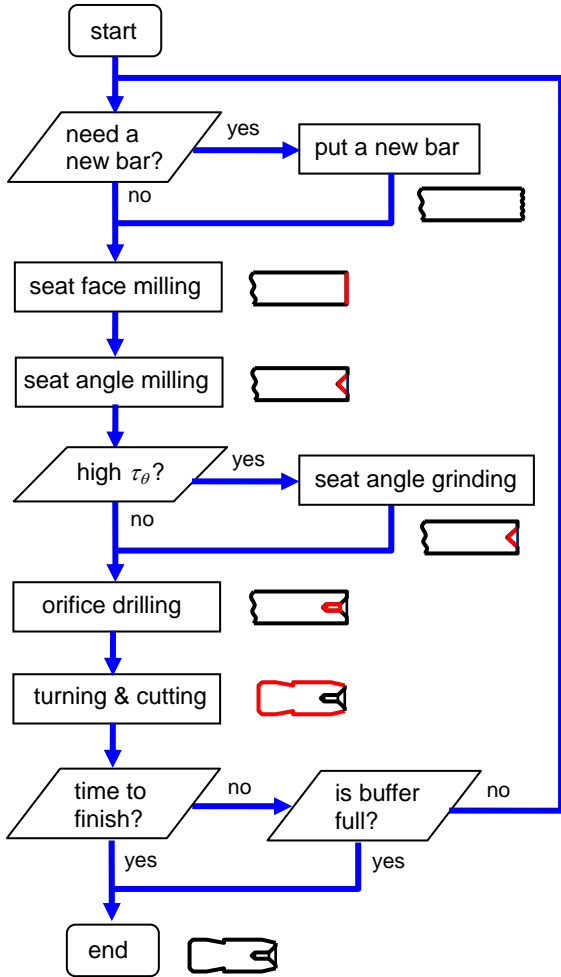 start
need a
new bar?
yes
put a new bar
no
seat face milling
seat angle milling
high τθ?
yes
seat angle grinding
no
orifice drilling
turning & cutting
time to
finish?
no
is buffer
full?
no
yes
yes
end